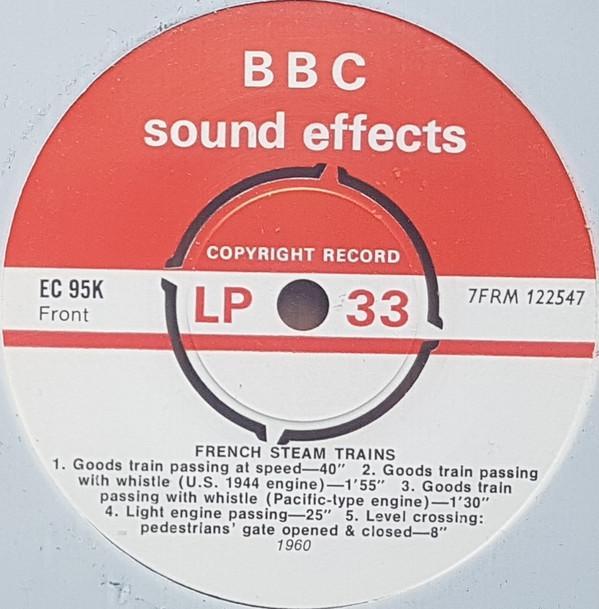 BBC
sound effects
COPYRIGHT RECORD
EC 95K
Front
LP 33
7FRM 122547
FRENCH STEAM TRAINS
1. Goods train passing at speed—40″ 2. Goods train passing
with whistle (U.S. 1944 engine)—1′55″ 3. Goods train
passing with whistle (Pacific-type engine)—1′30″
4. Light engine passing—25″ 5. Level crossing:
pedestrians' gate opened & closed—8″
1960